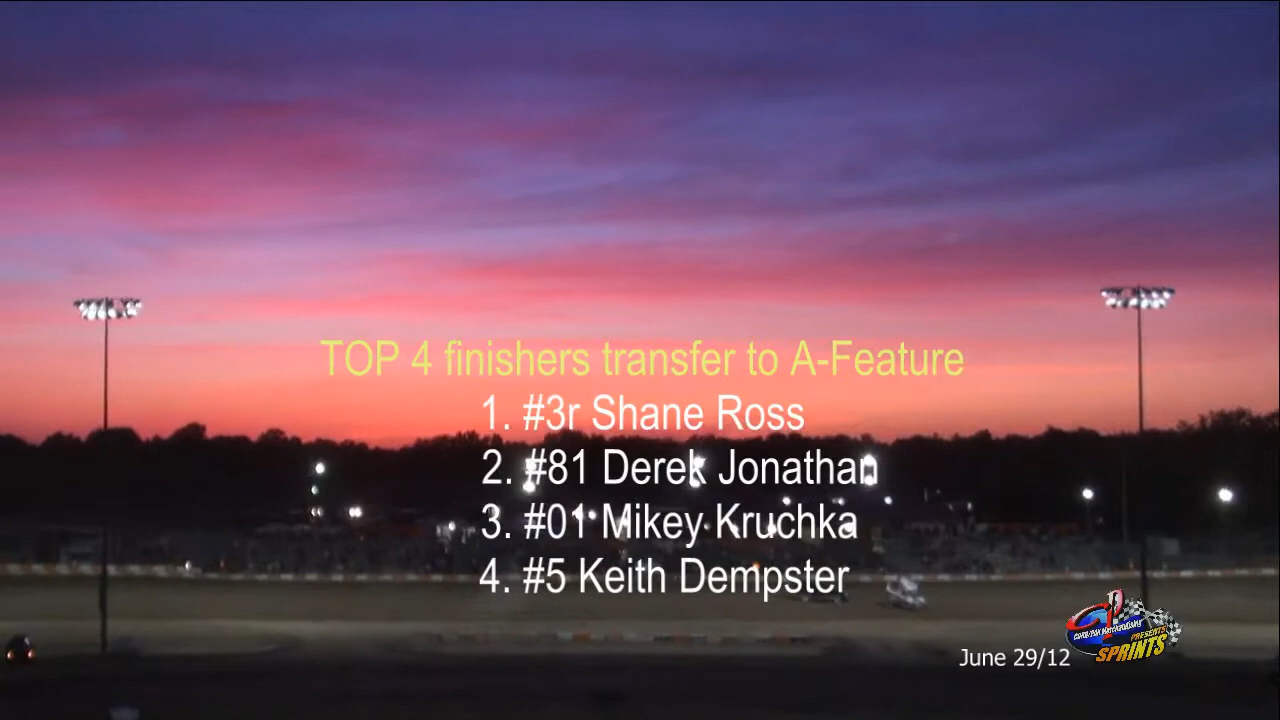 TOP 4 finishers transfer to A-Feature
1. #3r Shane Ross
2. #81 Derek Jonathan
3. #01 Mikey Kruchka
4. #5 Keith Dempster
June 29/12
PRESENTS
SPRINTS